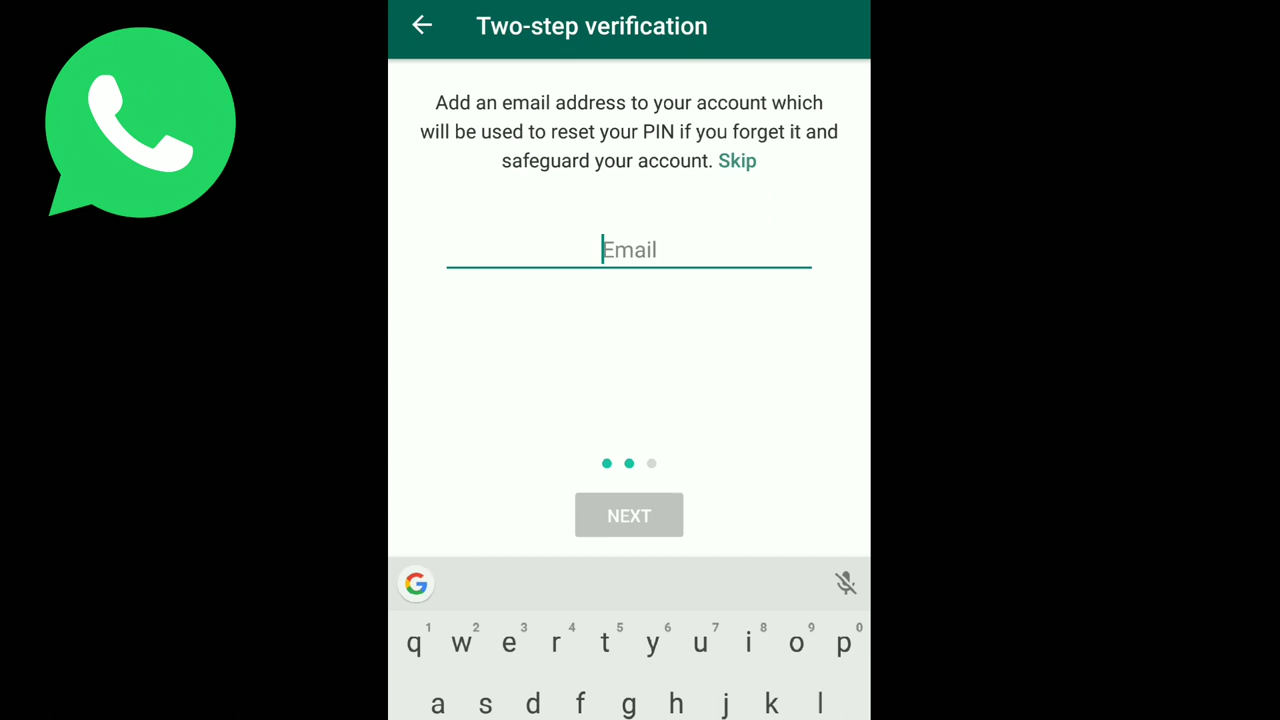 Two-step verification
Add an email address to your account which
will be used to reset your PIN if you forget it and
safeguard your account. Skip
Email
NEXT
G
1 2 3 4 5 6 7 8 9 0
q w e r t y u i o p
a s d f g h j k l